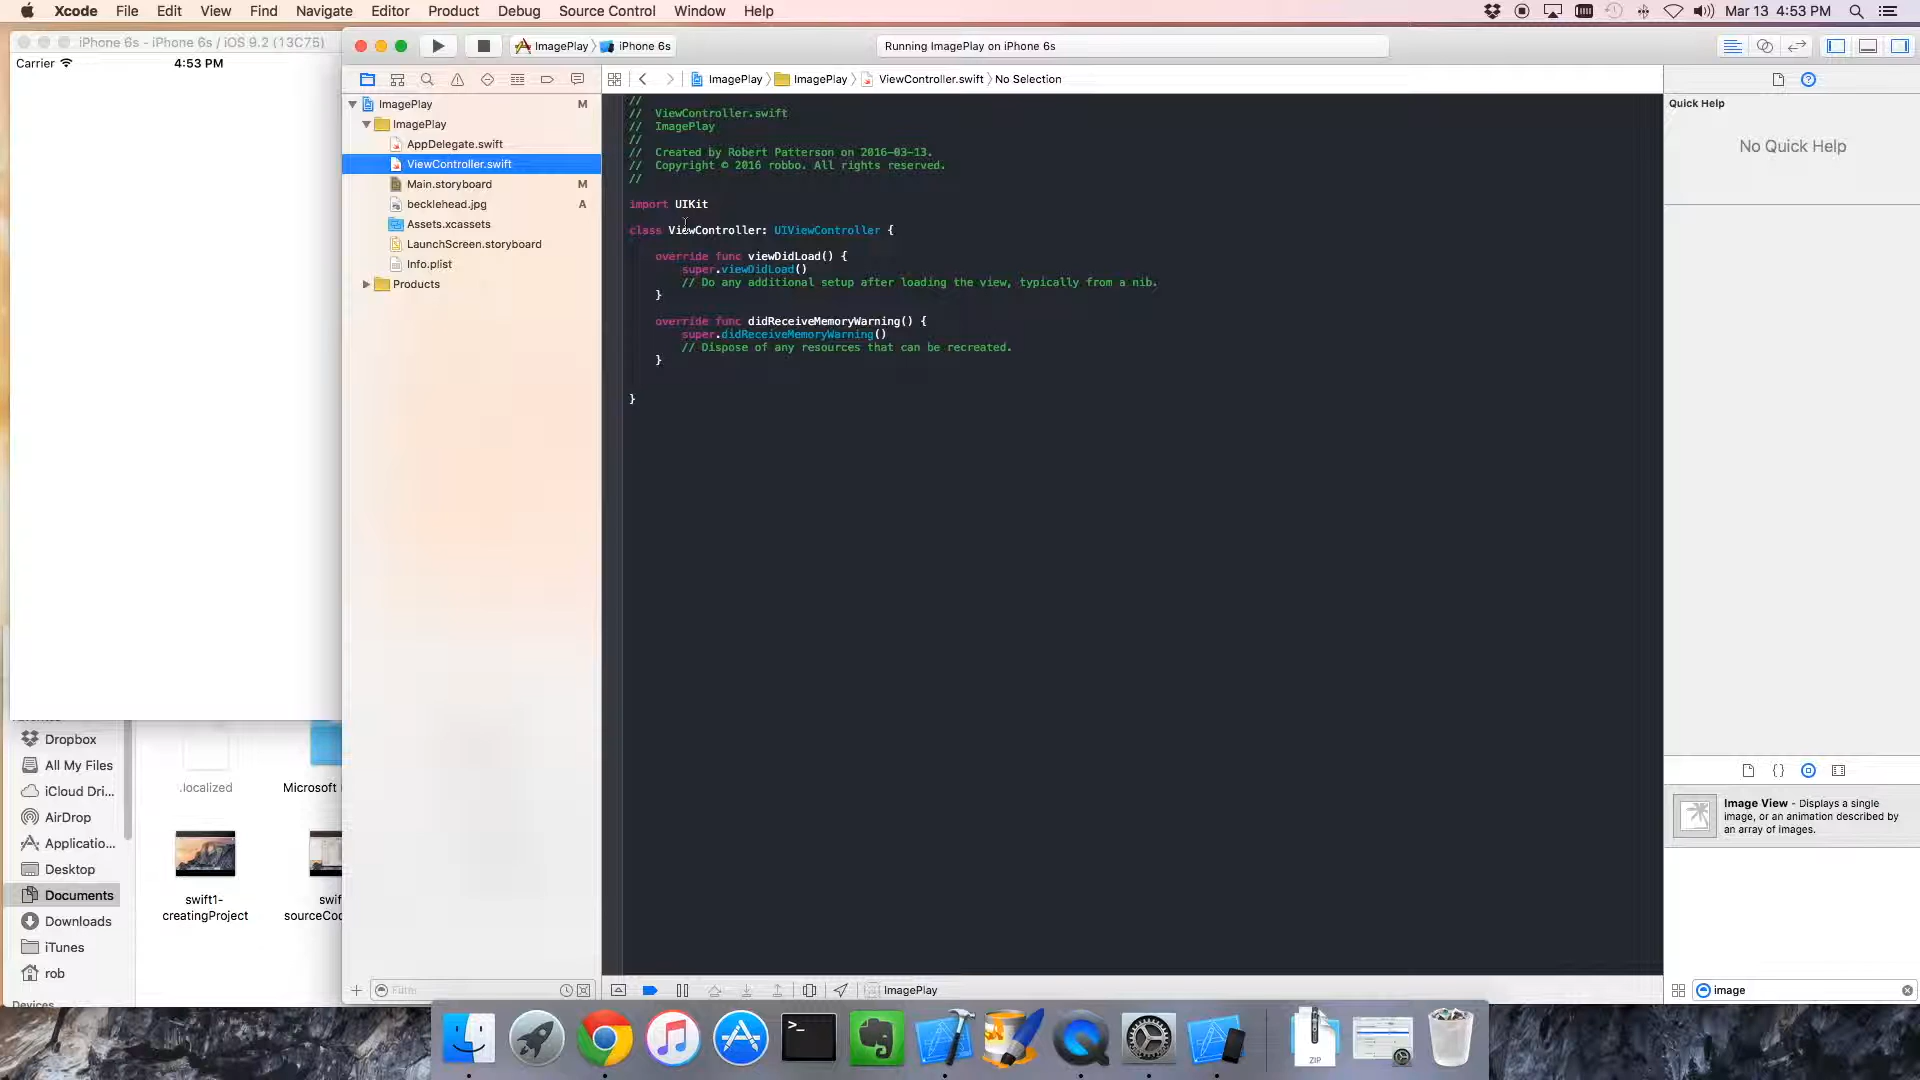 Xcode File Edit View Find Navigate Editor Product Debug Source Control Window Help
Mar 13 4:53 PM
iPhone 6s - iPhone 6s / iOS 9.2 (13C75)
Carrier
4:53 PM
ImagePlay
iPhone 6s
Running ImagePlay on iPhone 6s
ImagePlay
ImagePlay
ViewController.swift
No Selection
ImagePlay M
ImagePlay
AppDelegate.swift
ViewController.swift
Main.storyboard M
becklehead.jpg A
Assets.xcassets
LaunchScreen.storyboard
Info.plist
Products
//
// ViewController.swift
// ImagePlay
//
// Created by Robert Patterson on 2016-03-13.
// Copyright © 2016 robbo. All rights reserved.
//
import UIKit
class ViewController: UIViewController {
override func viewDidLoad() {
super.viewDidLoad()
// Do any additional setup after loading the view, typically from a nib.
}
override func didReceiveMemoryWarning() {
super.didReceiveMemoryWarning()
// Dispose of any resources that can be recreated.
}
}
Quick Help
No Quick Help
Image View - Displays a single
image, or an animation described by
an array of images.
image
ImagePlay
Dropbox
All My Files
iCloud Dri...
AirDrop
Applicatio...
Desktop
Documents
Downloads
iTunes
rob
Devices
.localized
Microsoft
swift1-
creatingProject
swif
sourceCo
ZIP